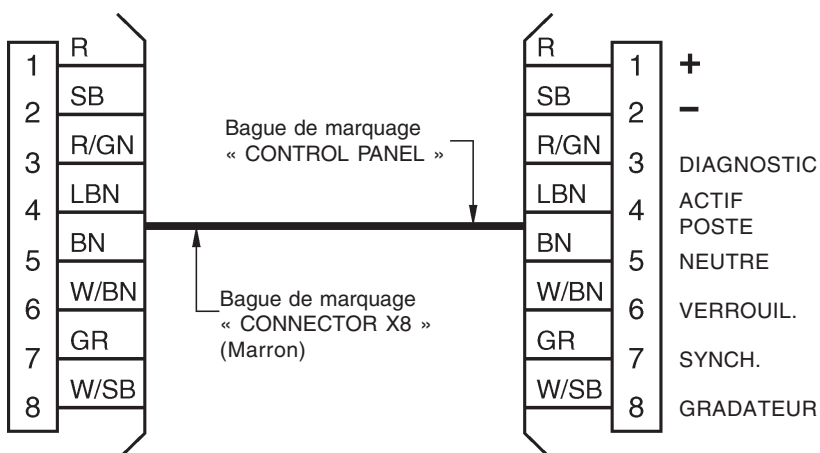 1 R
2 SB
3 R/GN
4 LBN
5 BN
6 W/BN
7 GR
8 W/SB
Bague de marquage
« CONTROL PANEL »
Bague de marquage
« CONNECTOR X8 »
(Marron)
R 1 +
SB 2 −
R/GN 3 DIAGNOSTIC
LBN 4 ACTIF
POSTE
BN 5 NEUTRE
W/BN 6 VERROUIL.
GR 7 SYNCH.
W/SB 8 GRADATEUR